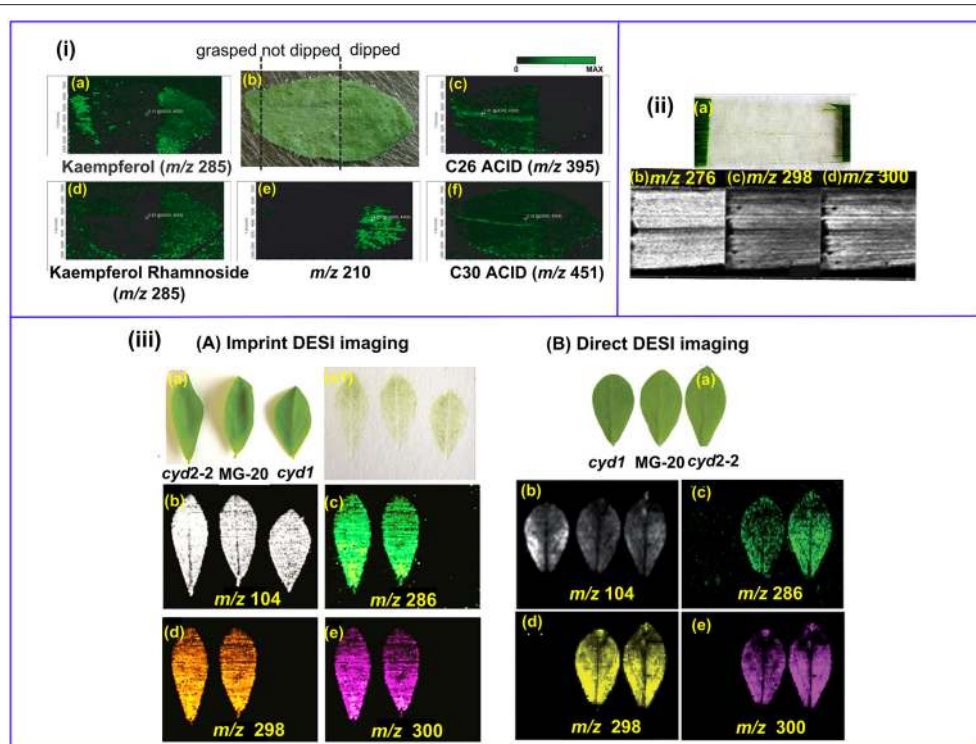 (i)
grasped not dipped dipped
0 MAX
(a)
(b)
(c)
Kaempferol (m/z 285)
C26 ACID (m/z 395)
(d)
(e)
(f)
Kaempferol Rhamnoside
(m/z 285)
m/z 210
C30 ACID (m/z 451)
(ii)
(a)
(b) m/z 276 (c) m/z 298 (d) m/z 300
(iii)
(A) Imprint DESI imaging
(a)
cyd2-2 MG-20 cyd1
(b)
m/z 104
(c)
m/z 286
(d)
m/z 298
(e)
m/z 300
(B) Direct DESI imaging
(a)
cyd1 MG-20 cyd2-2
(b)
m/z 104
(c)
m/z 286
(d)
m/z 298
(e)
m/z 300